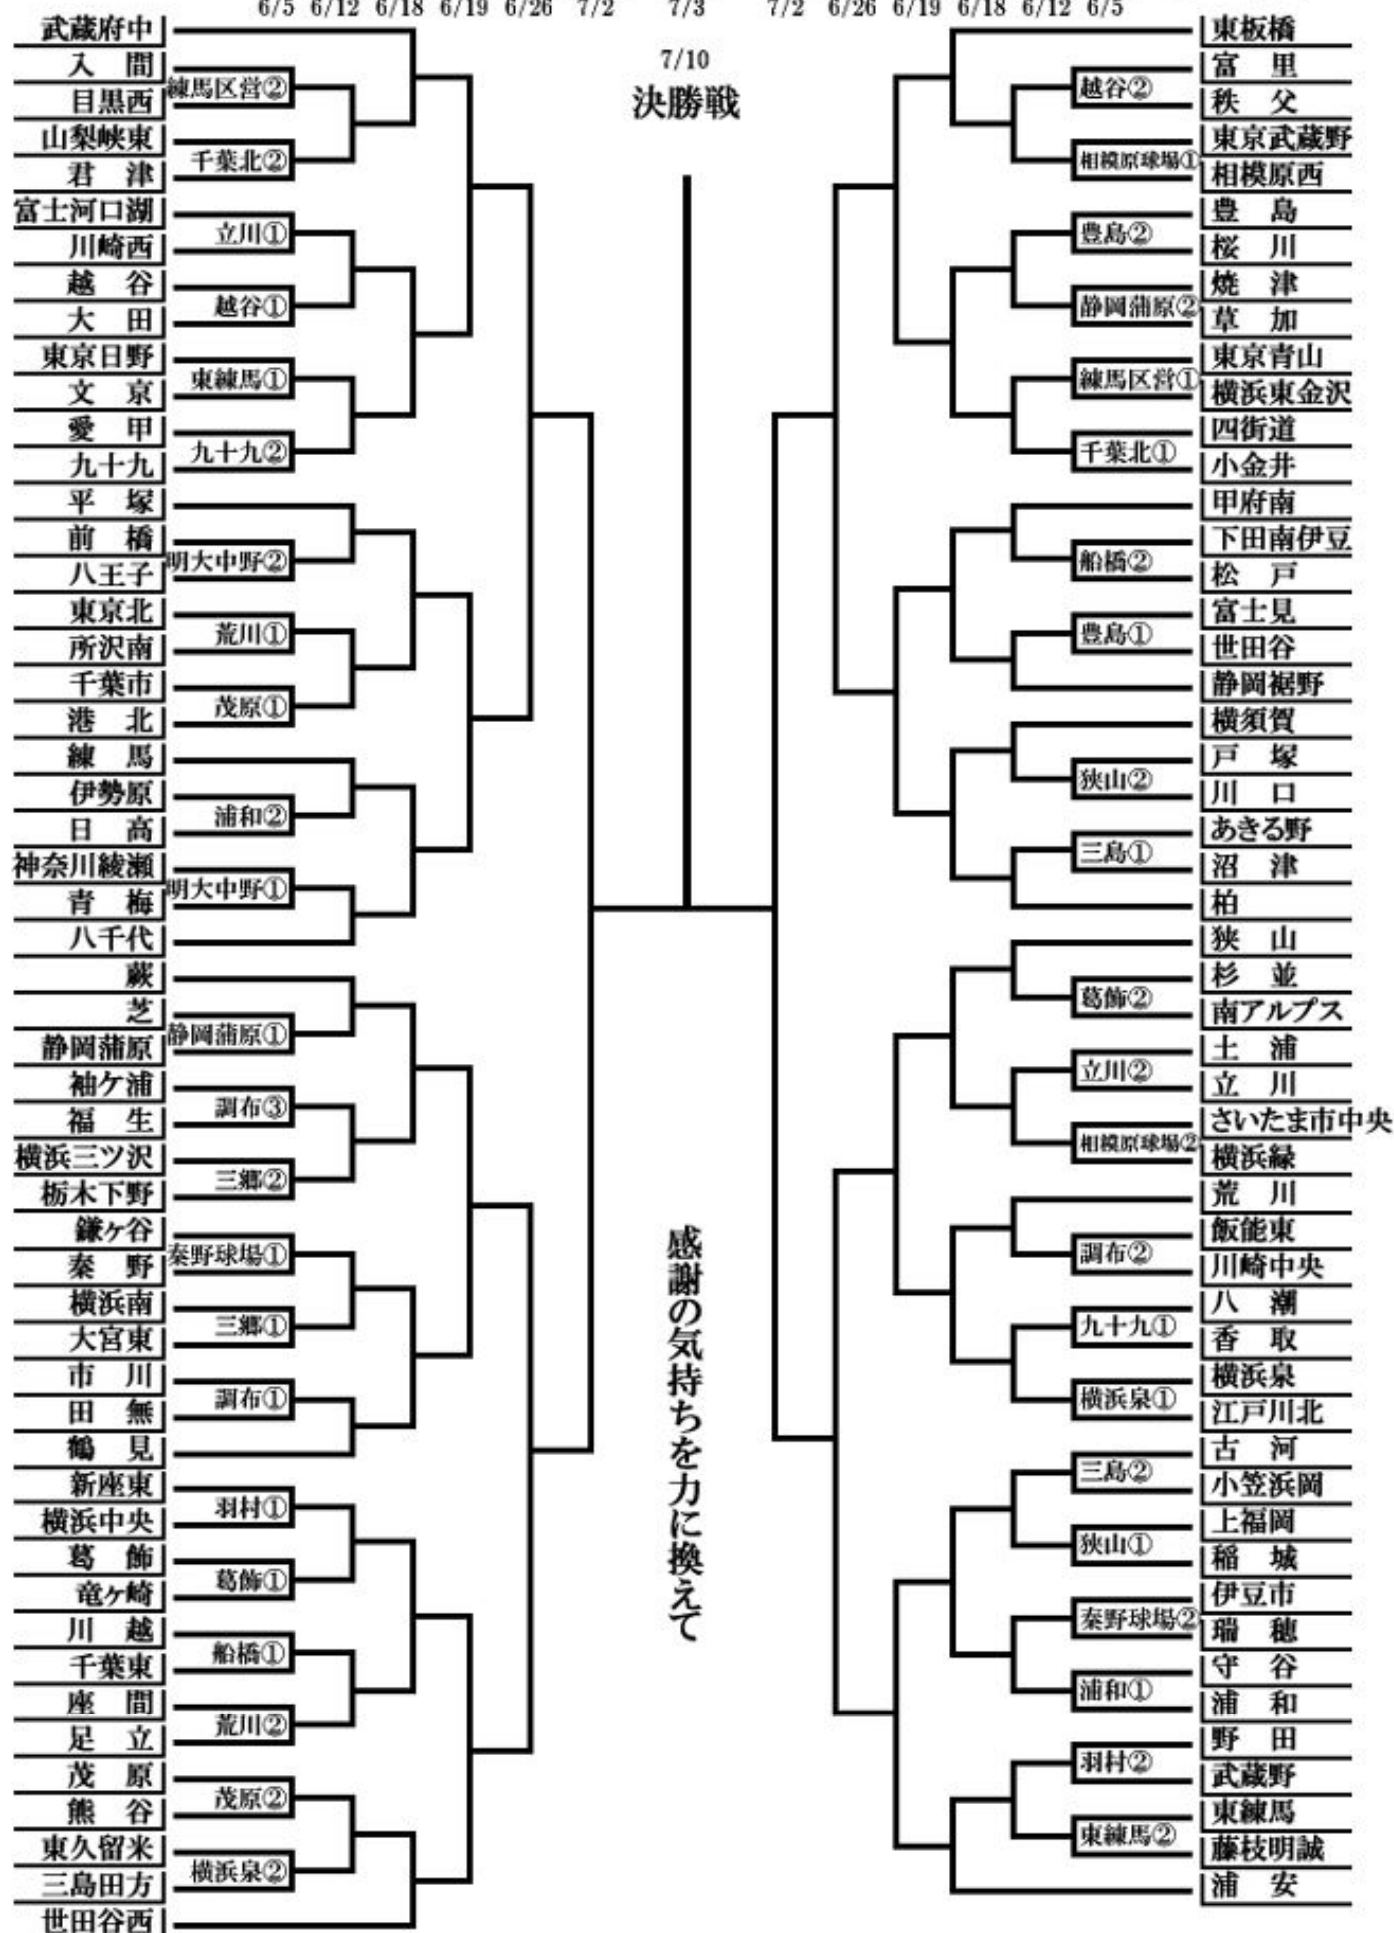 6/5 6/12 6/18 6/19 6/26 7/2 7/3 7/2 6/26 6/19 6/18 6/12 6/5
7/10
決勝戦
武蔵府中
入 間
練馬区営②
目黒西
山梨峡東
千葉北②
君 津
富士河口湖
立川①
川崎西
越 谷
越谷①
大 田
東京日野
東練馬①
文 京
愛 甲
九十九②
九十九
平 塚
前 橋
明大中野②
八王子
東京北
荒川①
所沢南
千葉市
茂原①
港 北
練 馬
伊勢原
浦和②
日 高
神奈川綾瀬
明大中野①
青 梅
八千代
蕨
芝
静岡蒲原①
静岡蒲原
袖ケ浦
調布③
福 生
横浜三ツ沢
三郷②
栃木下野
鎌ヶ谷
秦野球場①
秦 野
横浜南
三郷①
大宮東
市 川
調布①
田 無
鶴 見
新座東
羽村①
横浜中央
葛 飾
葛飾①
竜ヶ崎
川 越
船橋①
千葉東
座 間
荒川②
足 立
茂 原
茂原②
熊 谷
東久留米
横浜泉②
三島田方
世田谷西
感謝の気持ちを力に換えて
東板橋
富 里
越谷②
秩 父
東京武蔵野
相模原球場①
相模原西
豊 島
豊島②
桜 川
焼 津
静岡蒲原②
草 加
東京青山
練馬区営①
横浜東金沢
四街道
千葉北①
小金井
甲府南
下田南伊豆
船橋②
松 戸
富士見
豊島①
世田谷
静岡裾野
横須賀
戸 塚
狭山②
川 口
あきる野
三島①
沼 津
柏
狭 山
杉 並
葛飾②
南アルプス
土 浦
立川②
立 川
さいたま市中央
相模原球場②
横浜緑
荒 川
飯能東
調布②
川崎中央
八 潮
九十九①
香 取
横浜泉
横浜泉①
江戸川北
古 河
三島②
小笠浜岡
上福岡
狭山①
稲 城
伊豆市
秦野球場②
瑞 穂
守 谷
浦和①
浦 和
野 田
羽村②
武蔵野
東練馬
東練馬②
藤枝明誠
浦 安